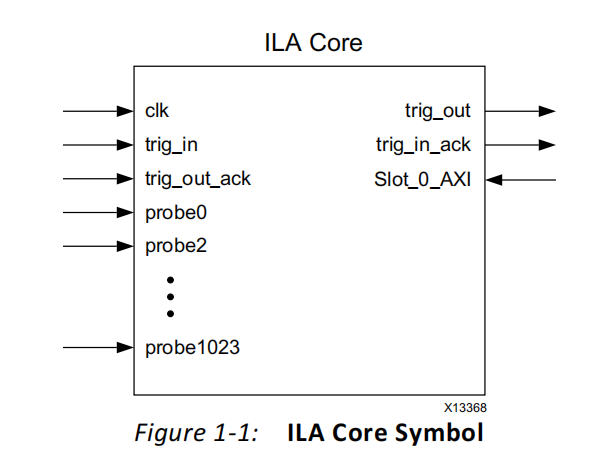 ILA Core
clk
trig_out
trig_in
trig_in_ack
trig_out_ack
Slot_0_AXI
probe0
probe2
probe1023
X13368
Figure 1-1: ILA Core Symbol